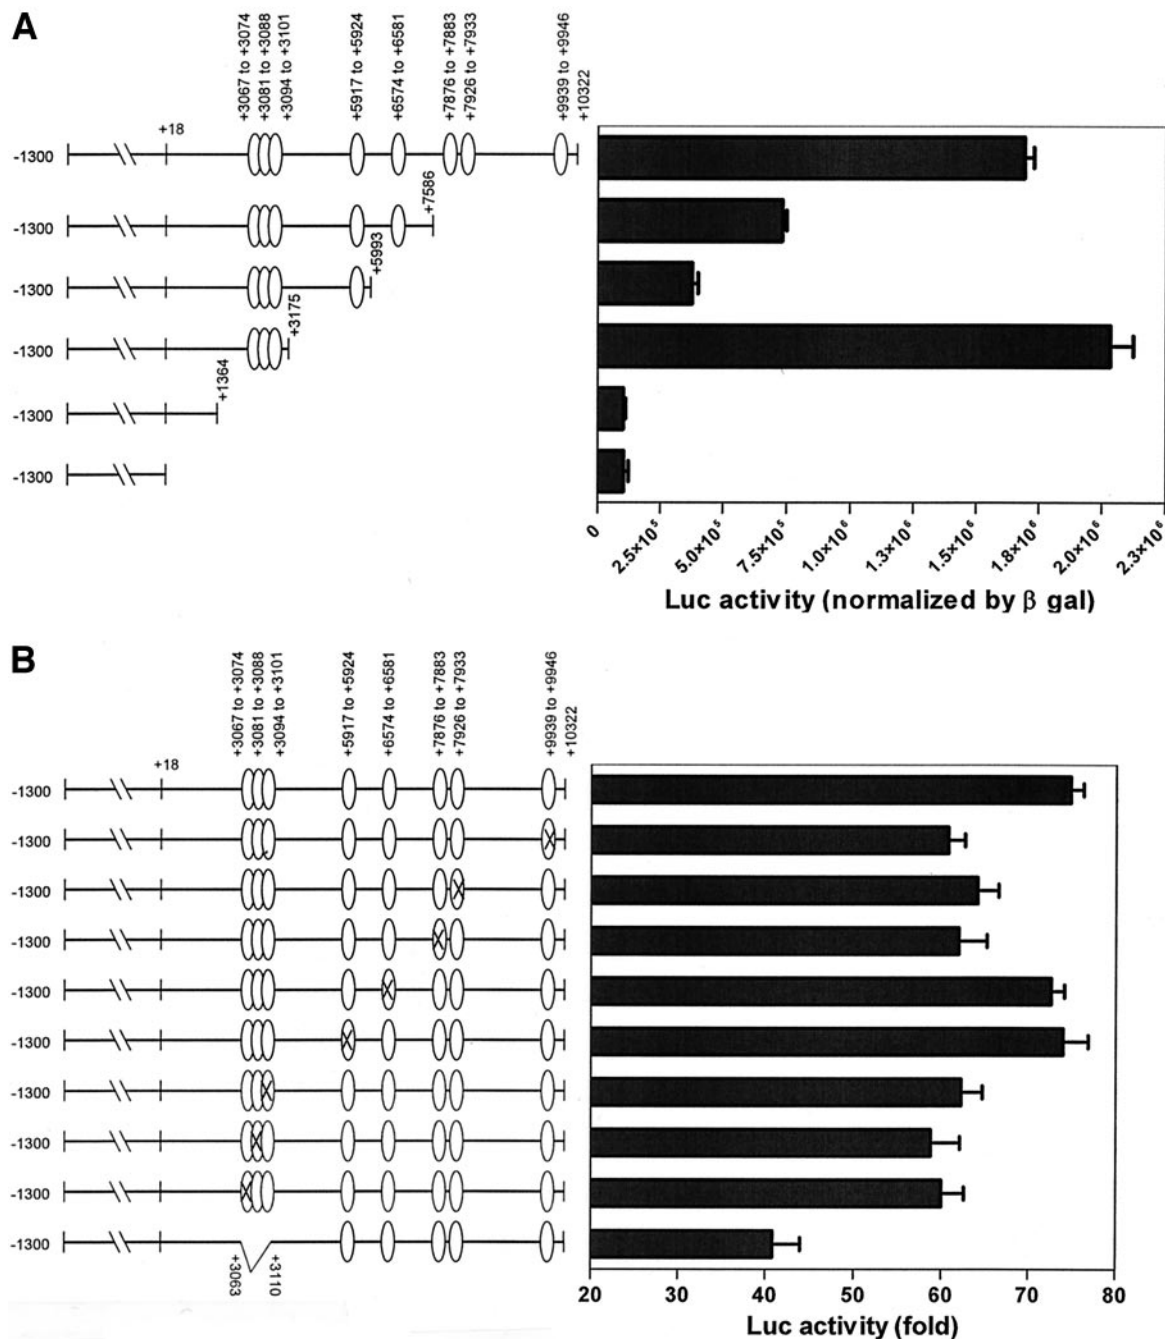 A
+3067 to +3074
+3081 to +3088
+3094 to +3101
+5917 to +5924
+6574 to +6581
+7876 to +7883
+7926 to +7933
+9939 to +9946
+10322
+18
-1300
+7586
-1300
+5993
-1300
+3175
-1300
+1364
-1300
-1300
0
2.5×10⁵
5.0×10⁵
7.5×10⁵
1.0×10⁶
1.3×10⁶
1.5×10⁶
1.8×10⁶
2.0×10⁶
2.3×10⁶
Luc activity (normalized by β gal)
B
+3067 to +3074
+3081 to +3088
+3094 to +3101
+5917 to +5924
+6574 to +6581
+7876 to +7883
+7926 to +7933
+9939 to +9946
+10322
+18
-1300
-1300
-1300
-1300
-1300
-1300
-1300
-1300
-1300
-1300
+3063
+3110
20
40
50
60
70
80
Luc activity (fold)